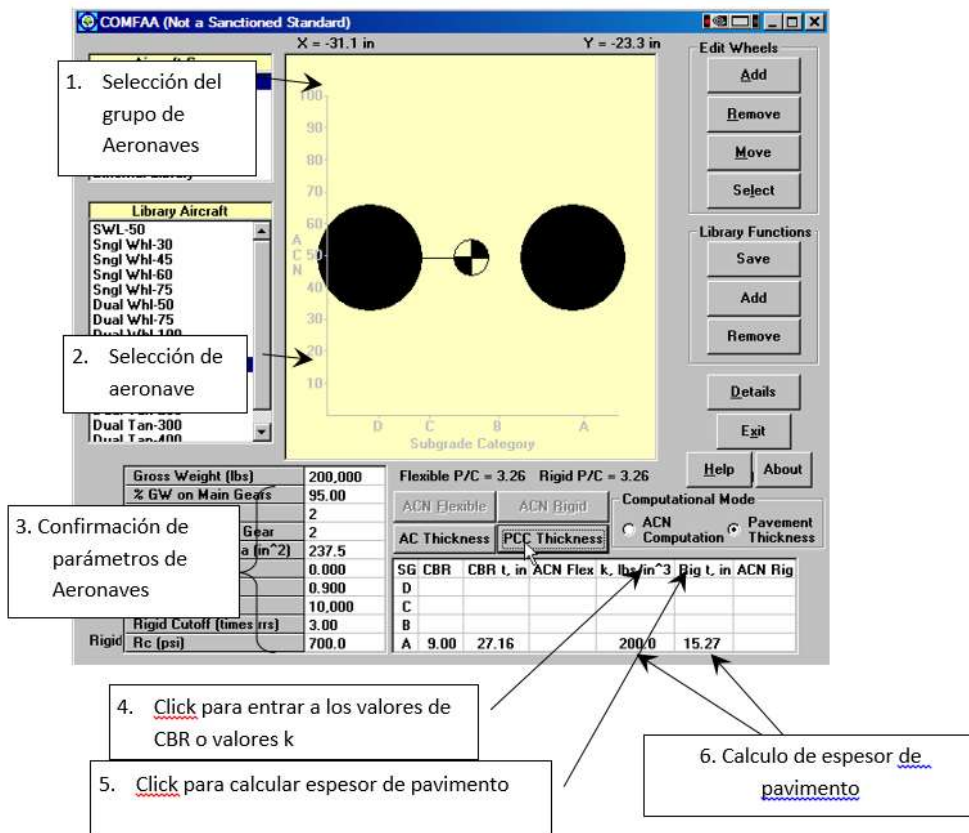 COMFAA (Not a Sanctioned Standard)
X = -31.1 in
Y = -23.3 in
1. Selección del
grupo de
Aeronaves
Library Aircraft
SWL-50
Sngl Whl-30
Sngl Whl-45
Sngl Whl-60
Sngl Whl-75
Dual Whl-50
Dual Whl-75
Dual Whl-100
2. Selección de
aeronave
Dual Tan-300
Dual Tan-400
100
90
80
70
60
50
40
30
20
10
A
C
N
D C B A
Subgrade Category
Edit Wheels
Add
Remove
Move
Select
Library Functions
Save
Add
Remove
Details
Exit
Help
About
Gross Weight (lbs) 200,000
% GW on Main Gears 95.00
2
Gear 2
a (in^2) 237.5
0.000
0.900
10,000
Rigid Cutoff (times rrs) 3.00
Rigid Rc (psi) 700.0
3. Confirmación de
parámetros de
Aeronaves
Flexible P/C = 3.26 Rigid P/C = 3.26
ACN Flexible
ACN Rigid
AC Thickness
PCC Thickness
Computational Mode
ACN
Computation
Pavement
Thickness
SG CBR CBR t, in ACN Flex k, lbs/in^3 Rig t, in ACN Rig
D
C
B
A 9.00 27.16 200.0 15.27
4. Click para entrar a los valores de
CBR o valores k
5. Click para calcular espesor de pavimento
6. Calculo de espesor de
pavimento